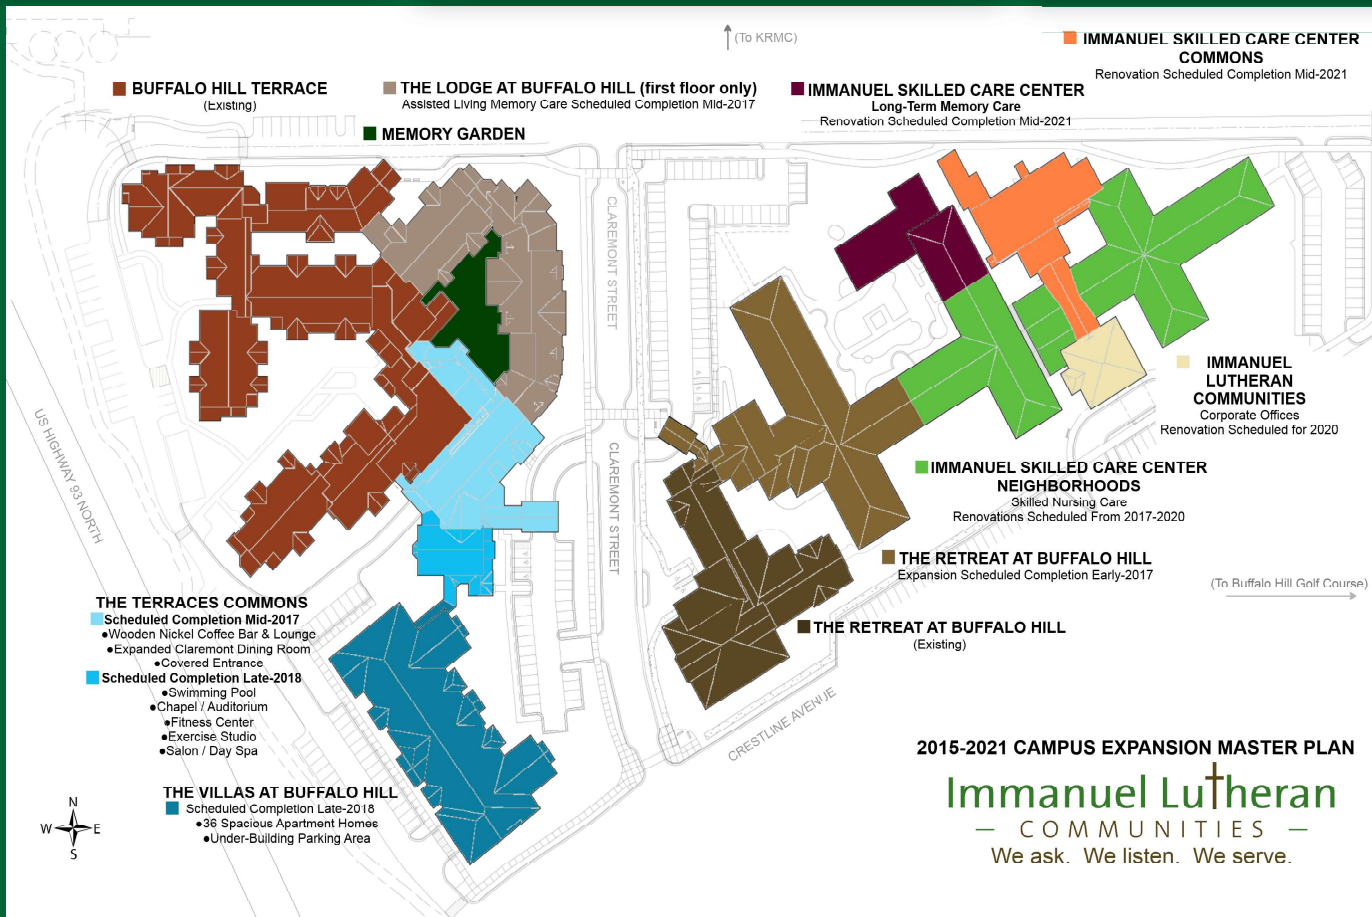 (To KRMC)
IMMANUEL SKILLED CARE CENTER
COMMONS
Renovation Scheduled Completion Mid-2021
BUFFALO HILL TERRACE
(Existing)
THE LODGE AT BUFFALO HILL (first floor only)
Assisted Living Memory Care Scheduled Completion Mid-2017
IMMANUEL SKILLED CARE CENTER
Long-Term Memory Care
Renovation Scheduled Completion Mid-2021
MEMORY GARDEN
CLAREMONT STREET
CLAREMONT STREET
US HIGHWAY 93 NORTH
IMMANUEL
LUTHERAN
COMMUNITIES
Corporate Offices
Renovation Scheduled for 2020
IMMANUEL SKILLED CARE CENTER
NEIGHBORHOODS
Skilled Nursing Care
Renovations Scheduled From 2017-2020
THE RETREAT AT BUFFALO HILL
Expansion Scheduled Completion Early-2017
(To Buffalo Hill Golf Course)
THE RETREAT AT BUFFALO HILL
(Existing)
CRESTLINE AVENUE
THE TERRACES COMMONS
Scheduled Completion Mid-2017
●Wooden Nickel Coffee Bar & Lounge
●Expanded Claremont Dining Room
●Covered Entrance
Scheduled Completion Late-2018
●Swimming Pool
●Chapel / Auditorium
●Fitness Center
●Exercise Studio
●Salon / Day Spa
THE VILLAS AT BUFFALO HILL
Scheduled Completion Late-2018
●36 Spacious Apartment Homes
●Under-Building Parking Area
N
W E
S
2015-2021 CAMPUS EXPANSION MASTER PLAN
Immanuel Lutheran
— COMMUNITIES —
We ask. We listen. We serve.